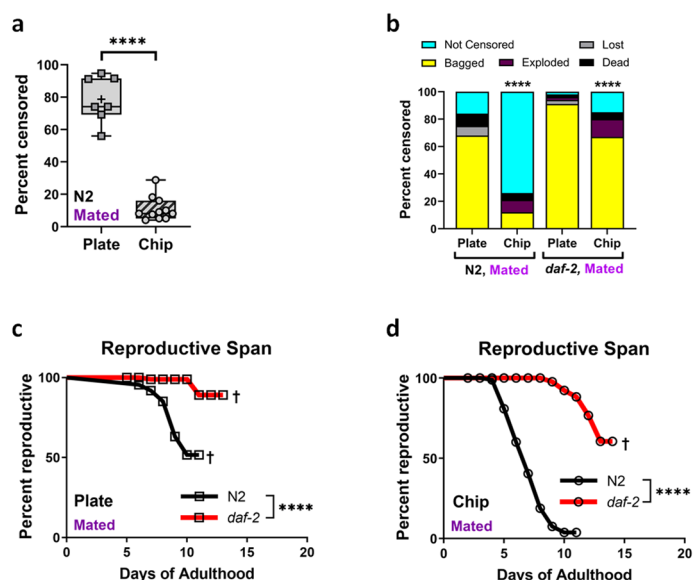 a
****
Percent censored
100
80
60
40
20
0
N2
Mated
Plate
Chip
b
Not Censored
Lost
Bagged
Exploded
Dead
****
****
Percent censored
100
80
60
40
20
0
Plate
Chip
Plate
Chip
N2, Mated
daf-2, Mated
c
Reproductive Span
Percent reproductive
100
50
0
†
†
N2
daf-2
****
Plate
Mated
0
5
10
15
20
Days of Adulthood
d
Reproductive Span
Percent reproductive
100
50
0
†
N2
daf-2
****
Chip
Mated
0
5
10
15
20
Days of Adulthood